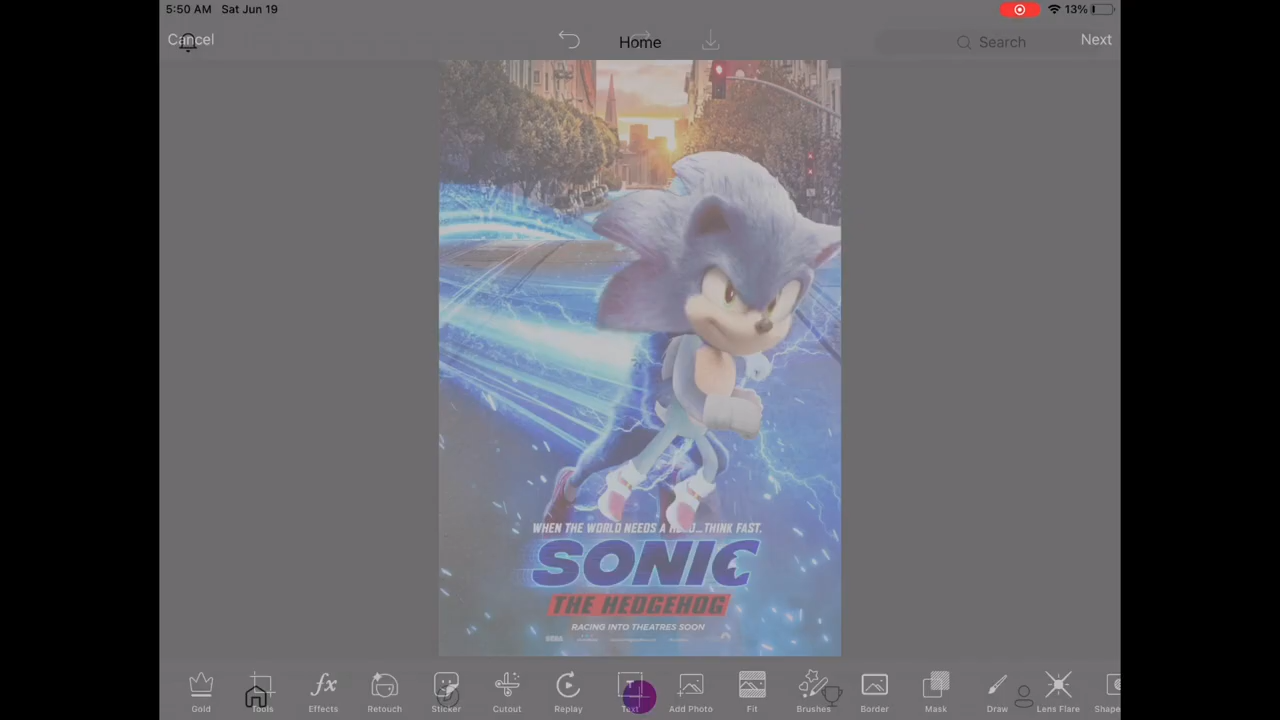 5:50 AM Sat Jun 19 13%
Cancel Home Search Next
WHEN THE WORLD NEEDS A THINK FAST.
SONIC
THE HEDGEHOG
RACING INTO THEATRES SOON
SEGA
Gold Tools Effects Retouch Sticker Cutout Replay Text Add Photo Fit Brushes Border Mask Draw Lens Flare Shape